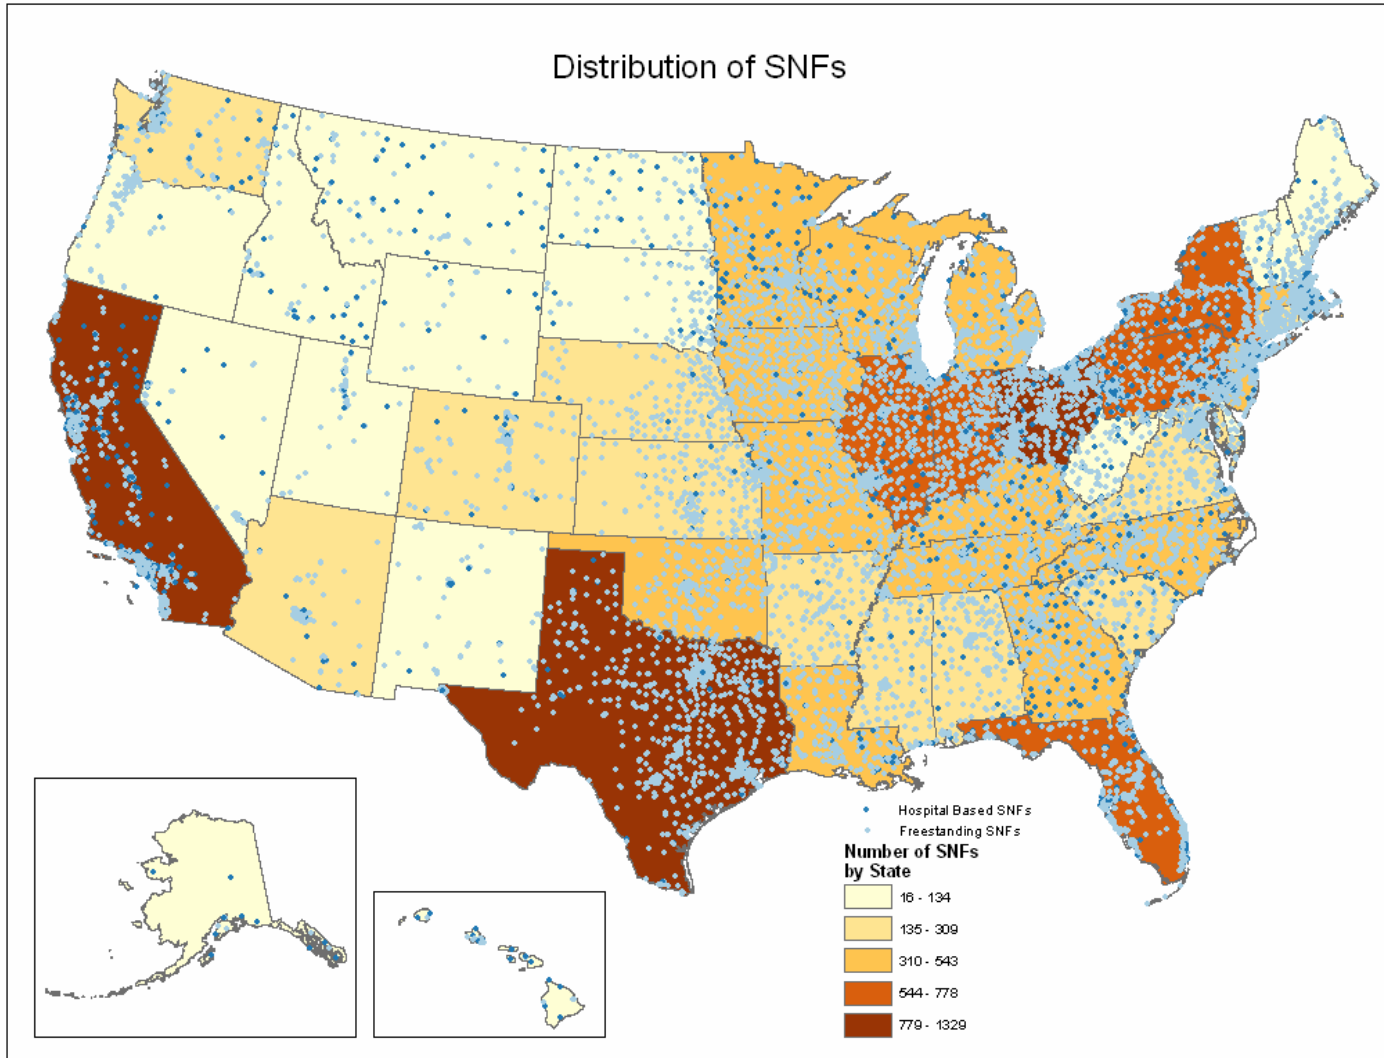 Distribution of SNFs
Hospital Based SNFs
Freestanding SNFs
Number of SNFs
by State
16 - 134
135 - 309
310 - 543
544 - 778
779 - 1329